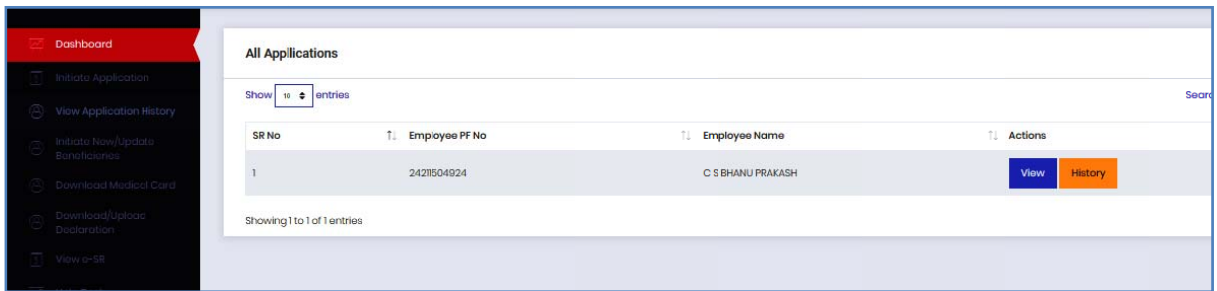 Dashboard
Initiate Application
View Application History
Initiate New/Update
Beneficiaries
Download Medical Card
Download/Upload
Declaration
View e-SR
All Applications
Show 10 entries
Searc
SR No Employee PF No Employee Name Actions
1 24211504924 C S BHANU PRAKASH View History
Showing 1 to 1 of 1 entries